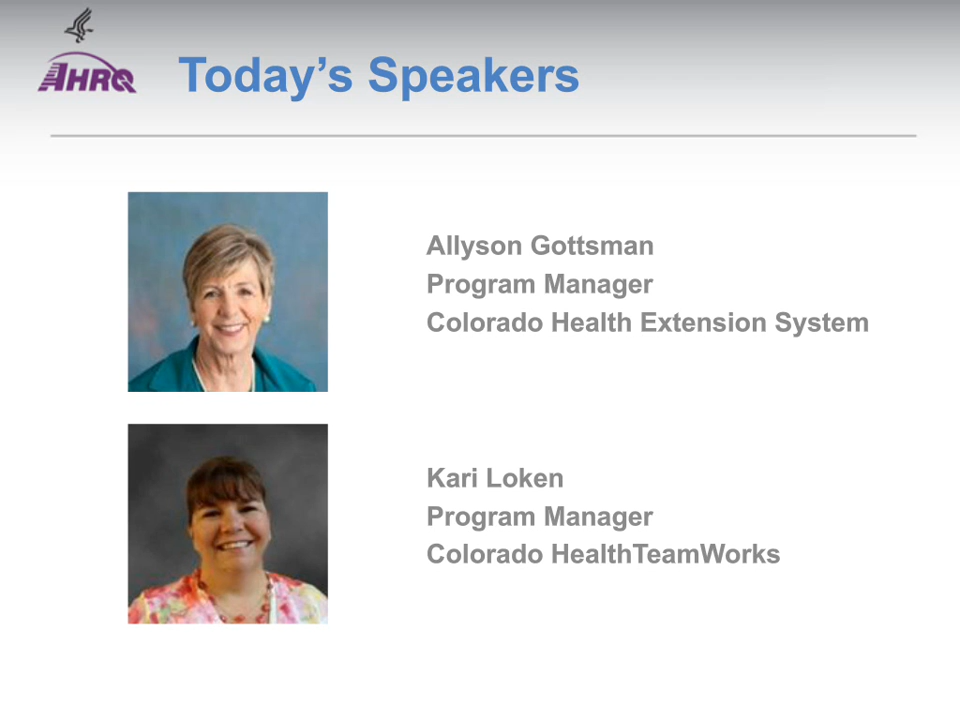 AHRQ
Today’s Speakers
Allyson Gottsman
Program Manager
Colorado Health Extension System
Kari Loken
Program Manager
Colorado HealthTeamWorks